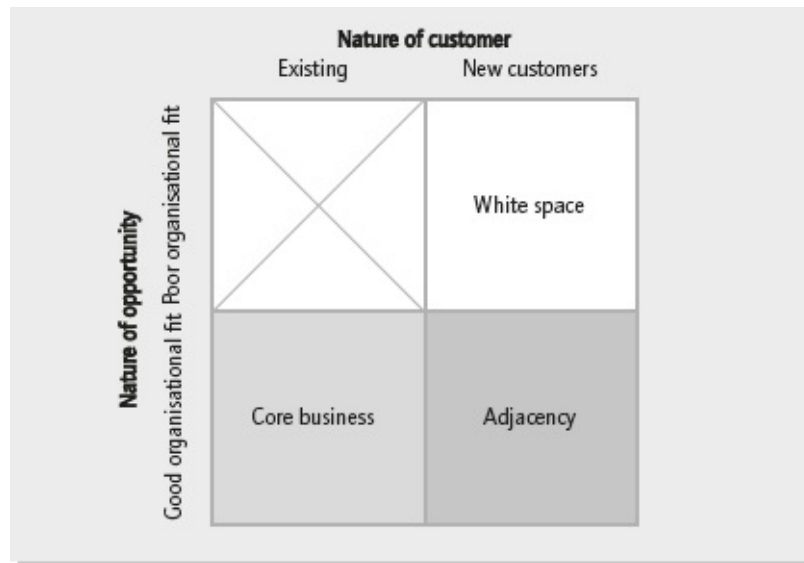 Nature of customer
Existing
New customers
Nature of opportunity
Poor organisational fit
White space
Good organisational fit
Core business
Adjacency